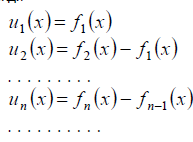 u₁(x)= f₁(x)
u₂(x)= f₂(x)− f₁(x)
. . . . . . . . .
uₙ(x)= fₙ(x)− fₙ₋₁(x)
. . . . . . . . . .